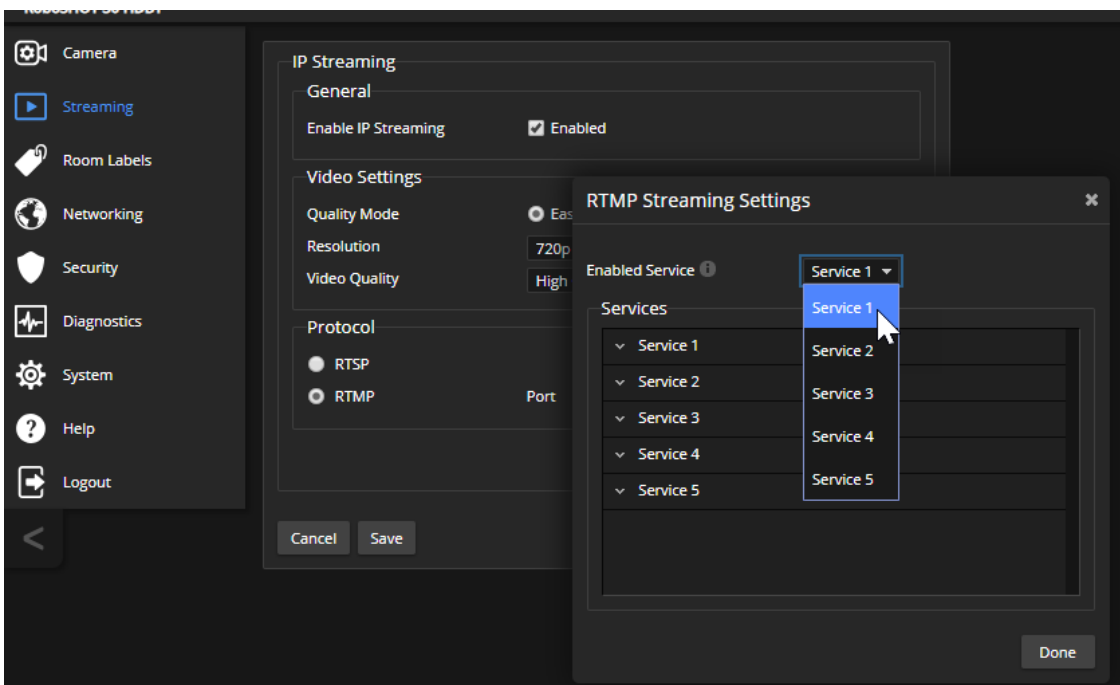 Camera
Streaming
Room Labels
Networking
Security
Diagnostics
System
Help
Logout
IP Streaming
General
Enable IP Streaming Enabled
Video Settings
Quality Mode
Resolution 720p
Video Quality High
Protocol
RTSP
RTMP Port
Cancel Save
RTMP Streaming Settings
Enabled Service Service 1
Service 1
Service 2
Service 3
Service 4
Service 5
Services
Service 1
Service 2
Service 3
Service 4
Service 5
Done